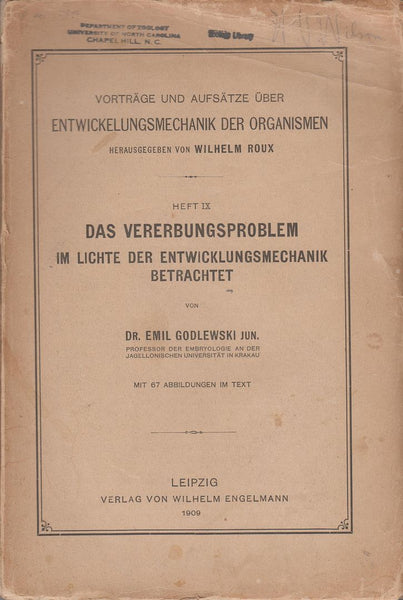 DEPARTMENT OF ZOOLOGY
UNIVERSITY OF NORTH CAROLINA
CHAPEL HILL, N. C.
Library
Wilson
VORTRÄGE UND AUFSÄTZE ÜBER
ENTWICKELUNGSMECHANIK DER ORGANISMEN
HERAUSGEGEBEN VON WILHELM ROUX
HEFT IX
DAS VERERBUNGSPROBLEM
IM LICHTE DER ENTWICKLUNGSMECHANIK
BETRACHTET
VON
DR. EMIL GODLEWSKI JUN.
PROFESSOR DER EMBRYOLOGIE AN DER
JAGELLONISCHEN UNIVERSITÄT IN KRAKAU
MIT 67 ABBILDUNGEN IM TEXT
LEIPZIG
VERLAG VON WILHELM ENGELMANN
1909